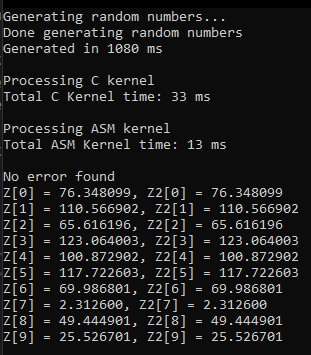 Generating random numbers...
Done generating random numbers
Generated in 1080 ms
Processing C kernel
Total C Kernel time: 33 ms
Processing ASM kernel
Total ASM Kernel time: 13 ms
No error found
Z[0] = 76.348099, Z2[0] = 76.348099
Z[1] = 110.566902, Z2[1] = 110.566902
Z[2] = 65.616196, Z2[2] = 65.616196
Z[3] = 123.064003, Z2[3] = 123.064003
Z[4] = 100.872902, Z2[4] = 100.872902
Z[5] = 117.722603, Z2[5] = 117.722603
Z[6] = 69.986801, Z2[6] = 69.986801
Z[7] = 2.312600, Z2[7] = 2.312600
Z[8] = 49.444901, Z2[8] = 49.444901
Z[9] = 25.526701, Z2[9] = 25.526701